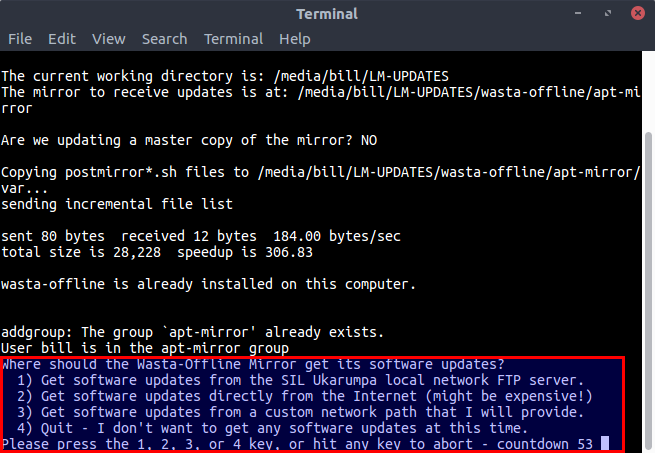 Terminal
File Edit View Search Terminal Help
The current working directory is: /media/bill/LM-UPDATES
The mirror to receive updates is at: /media/bill/LM-UPDATES/wasta-offline/apt-mi
rror
Are we updating a master copy of the mirror? NO
Copying postmirror*.sh files to /media/bill/LM-UPDATES/wasta-offline/apt-mirror/
var...
sending incremental file list
sent 80 bytes  received 12 bytes  184.00 bytes/sec
total size is 28,228  speedup is 306.83
wasta-offline is already installed on this computer.
addgroup: The group `apt-mirror' already exists.
User bill is in the apt-mirror group
Where should the Wasta-Offline Mirror get its software updates?
1) Get software updates from the SIL Ukarumpa local network FTP server.
2) Get software updates directly from the Internet (might be expensive!)
3) Get software updates from a custom network path that I will provide.
4) Quit - I don't want to get any software updates at this time.
Please press the 1, 2, 3, or 4 key, or hit any key to abort - countdown 53